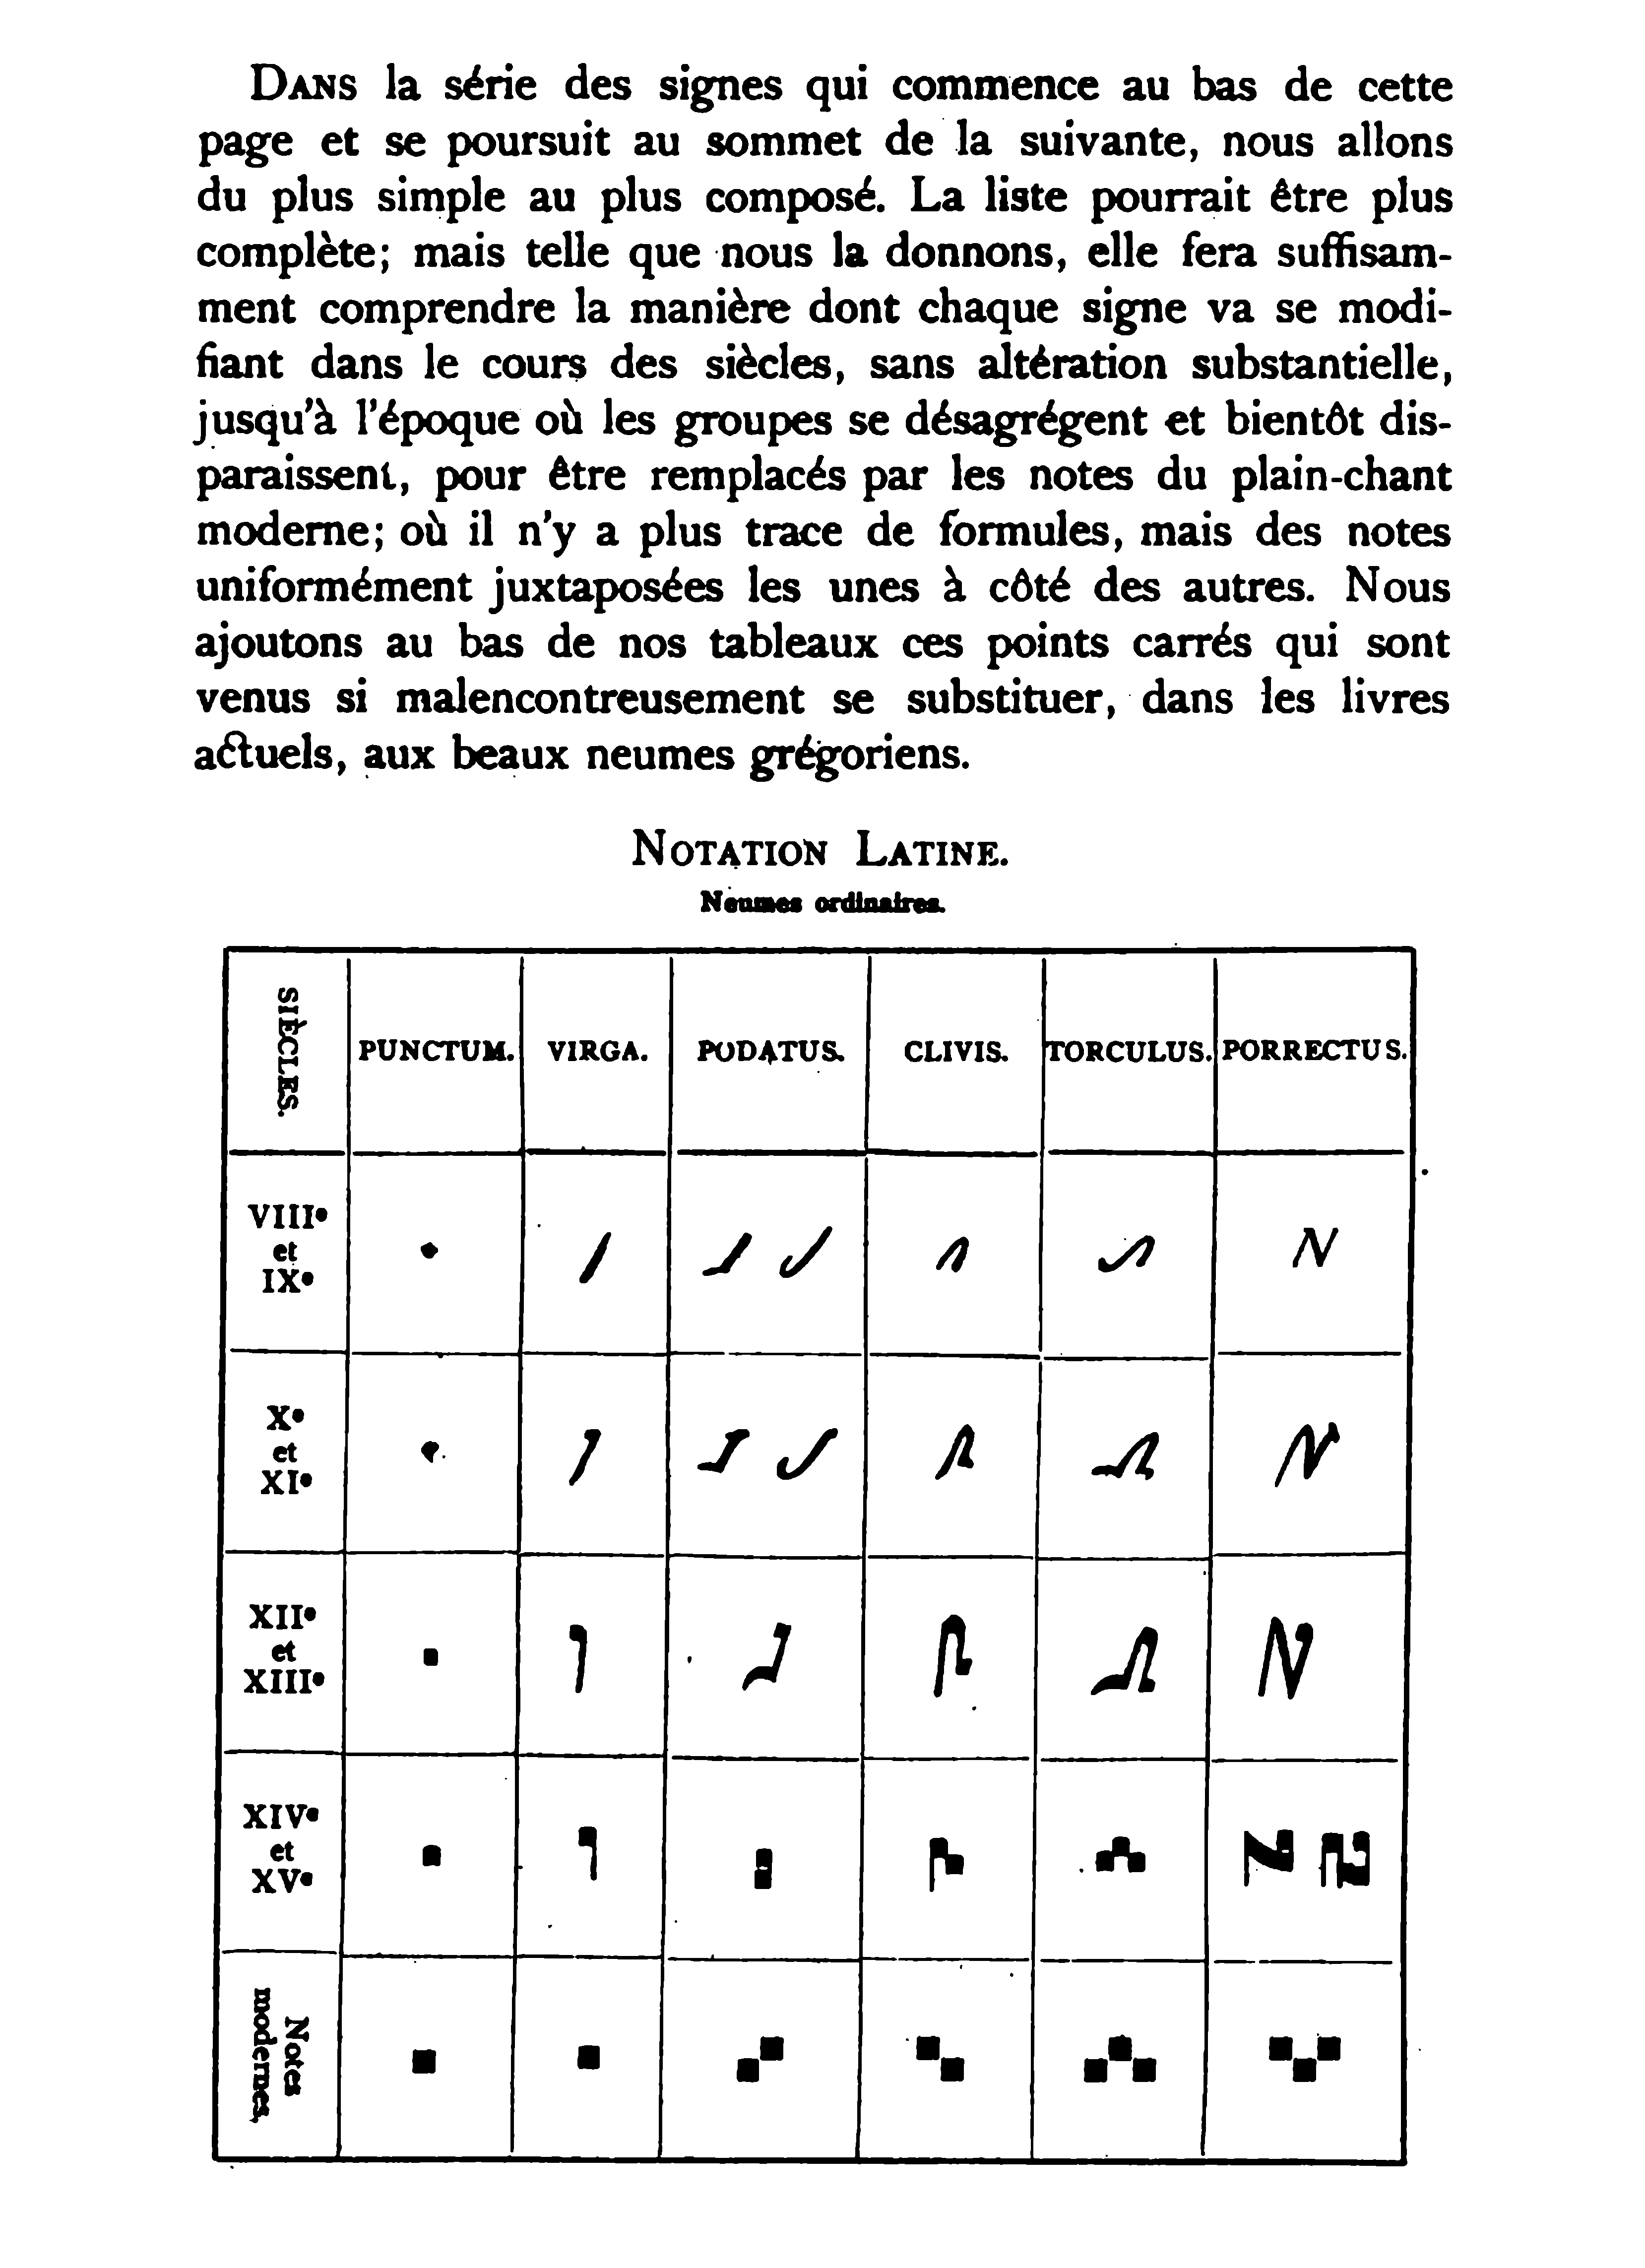 Dans la série des signes qui commence au bas de cette
page et se poursuit au sommet de la suivante, nous allons
du plus simple au plus composé. La liste pourrait être plus
complète; mais telle que nous la donnons, elle fera suffisam-
ment comprendre la manière dont chaque signe va se modi-
fiant dans le cours des siècles, sans altération substantielle,
jusqu'à l'époque où les groupes se désagrégent et bientôt dis-
paraissent, pour être remplacés par les notes du plain-chant
moderne; où il n'y a plus trace de formules, mais des notes
uniformément juxtaposées les unes à côté des autres. Nous
ajoutons au bas de nos tableaux ces points carrés qui sont
venus si malencontreusement se substituer, dans les livres
actuels, aux beaux neumes grégoriens.
Notation Latine.
Neumes ordinaires.
SIÈCLES. PUNCTUM. VIRGA. PODATUS. CLIVIS. TORCULUS. PORRECTUS.
VIIIe
et
IXe
Xe
et
XIe
XIIe
et
XIIIe
XIVe
et
XVe
Notes
modernes,